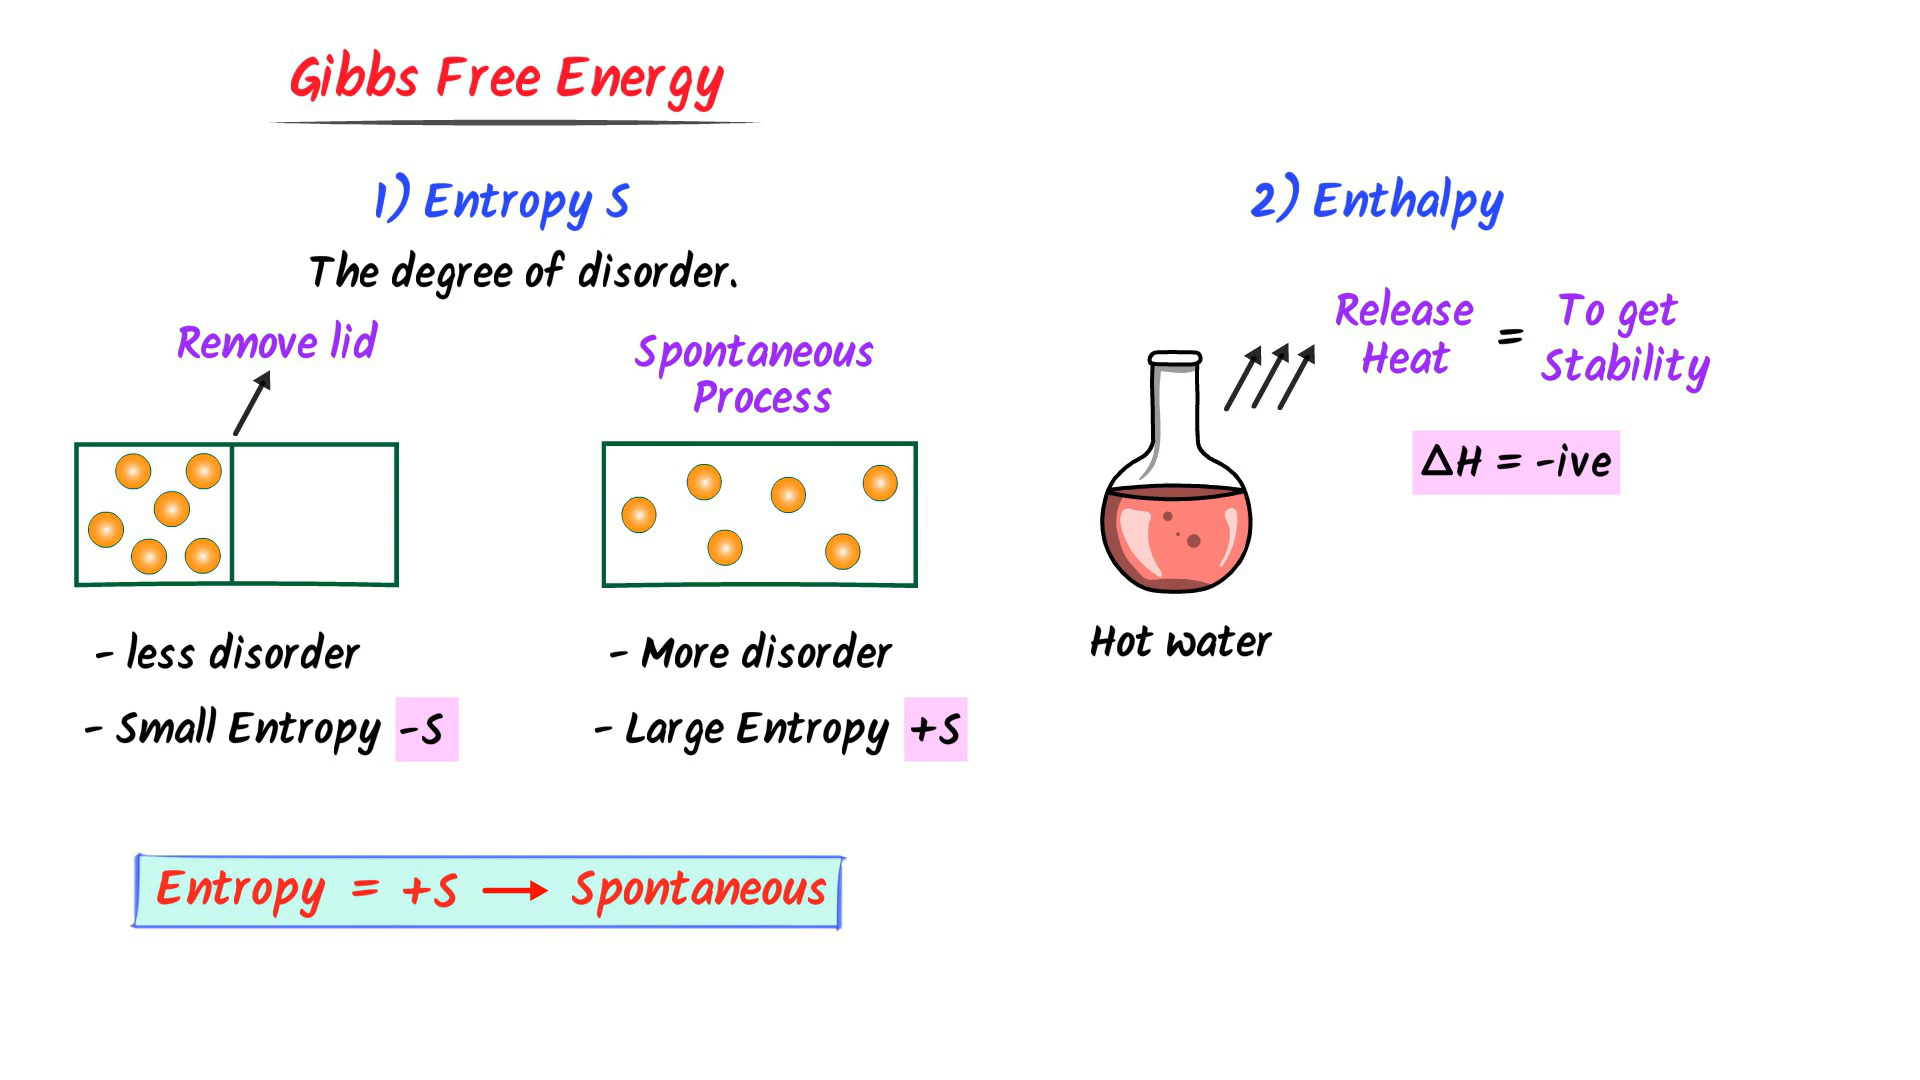 Gibbs Free Energy
1) Entropy S
The degree of disorder.
Remove lid
Spontaneous
Process
- less disorder
- Small Entropy -S
- More disorder
- Large Entropy +S
Entropy = +S → Spontaneous
2) Enthalpy
Release Heat = To get Stability
ΔH = -ive
Hot water